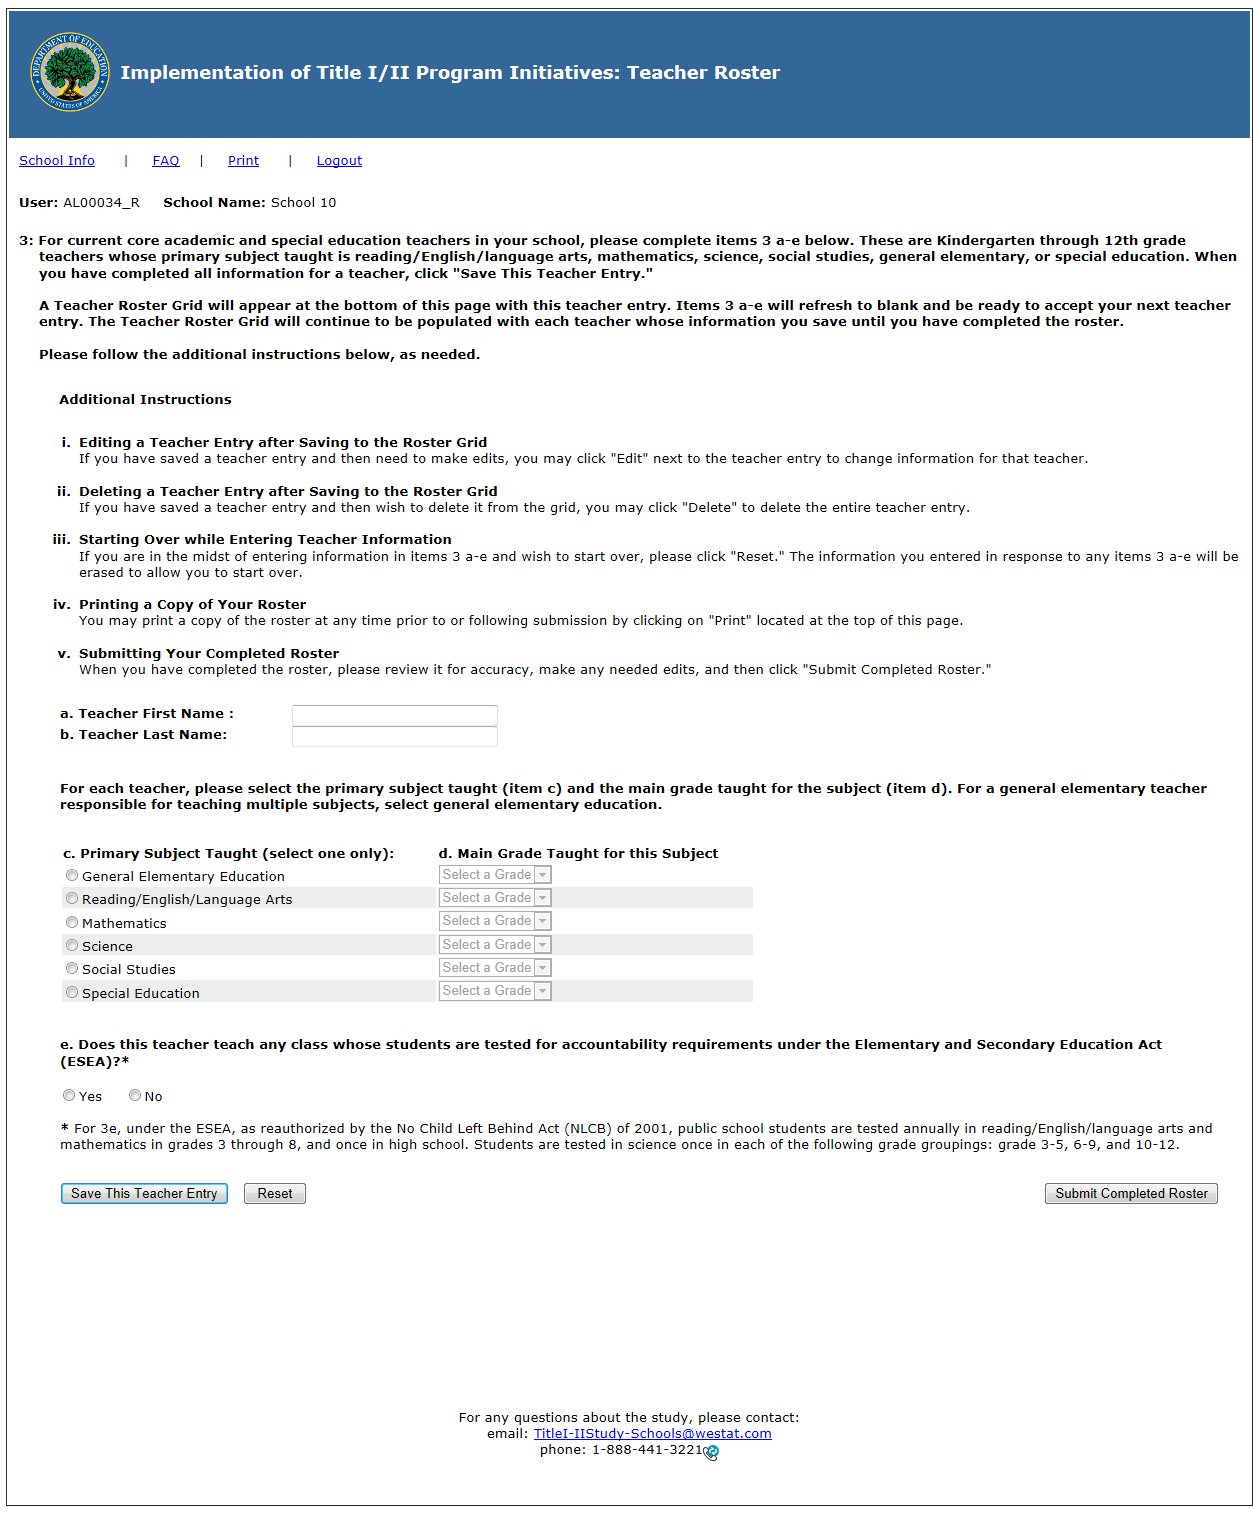 DEPARTMENT OF EDUCATION
UNITED STATES OF AMERICA
Implementation of Title I/II Program Initiatives: Teacher Roster
School Info | FAQ | Print | Logout
User: AL00034_R School Name: School 10
3: For current core academic and special education teachers in your school, please complete items 3 a-e below. These are Kindergarten through 12th grade
teachers whose primary subject taught is reading/English/language arts, mathematics, science, social studies, general elementary, or special education. When
you have completed all information for a teacher, click "Save This Teacher Entry."
A Teacher Roster Grid will appear at the bottom of this page with this teacher entry. Items 3 a-e will refresh to blank and be ready to accept your next teacher
entry. The Teacher Roster Grid will continue to be populated with each teacher whose information you save until you have completed the roster.
Please follow the additional instructions below, as needed.
Additional Instructions
i. Editing a Teacher Entry after Saving to the Roster Grid
If you have saved a teacher entry and then need to make edits, you may click "Edit" next to the teacher entry to change information for that teacher.
ii. Deleting a Teacher Entry after Saving to the Roster Grid
If you have saved a teacher entry and then wish to delete it from the grid, you may click "Delete" to delete the entire teacher entry.
iii. Starting Over while Entering Teacher Information
If you are in the midst of entering information in items 3 a-e and wish to start over, please click "Reset." The information you entered in response to any items 3 a-e will be
erased to allow you to start over.
iv. Printing a Copy of Your Roster
You may print a copy of the roster at any time prior to or following submission by clicking on "Print" located at the top of this page.
v. Submitting Your Completed Roster
When you have completed the roster, please review it for accuracy, make any needed edits, and then click "Submit Completed Roster."
a. Teacher First Name :
b. Teacher Last Name:
For each teacher, please select the primary subject taught (item c) and the main grade taught for the subject (item d). For a general elementary teacher
responsible for teaching multiple subjects, select general elementary education.
c. Primary Subject Taught (select one only): d. Main Grade Taught for this Subject
General Elementary Education Select a Grade
Reading/English/Language Arts Select a Grade
Mathematics Select a Grade
Science Select a Grade
Social Studies Select a Grade
Special Education Select a Grade
e. Does this teacher teach any class whose students are tested for accountability requirements under the Elementary and Secondary Education Act
(ESEA)?*
Yes No
* For 3e, under the ESEA, as reauthorized by the No Child Left Behind Act (NLCB) of 2001, public school students are tested annually in reading/English/language arts and
mathematics in grades 3 through 8, and once in high school. Students are tested in science once in each of the following grade groupings: grade 3-5, 6-9, and 10-12.
Save This Teacher Entry Reset Submit Completed Roster
For any questions about the study, please contact:
email: TitleI-IIStudy-Schools@westat.com
phone: 1-888-441-3221